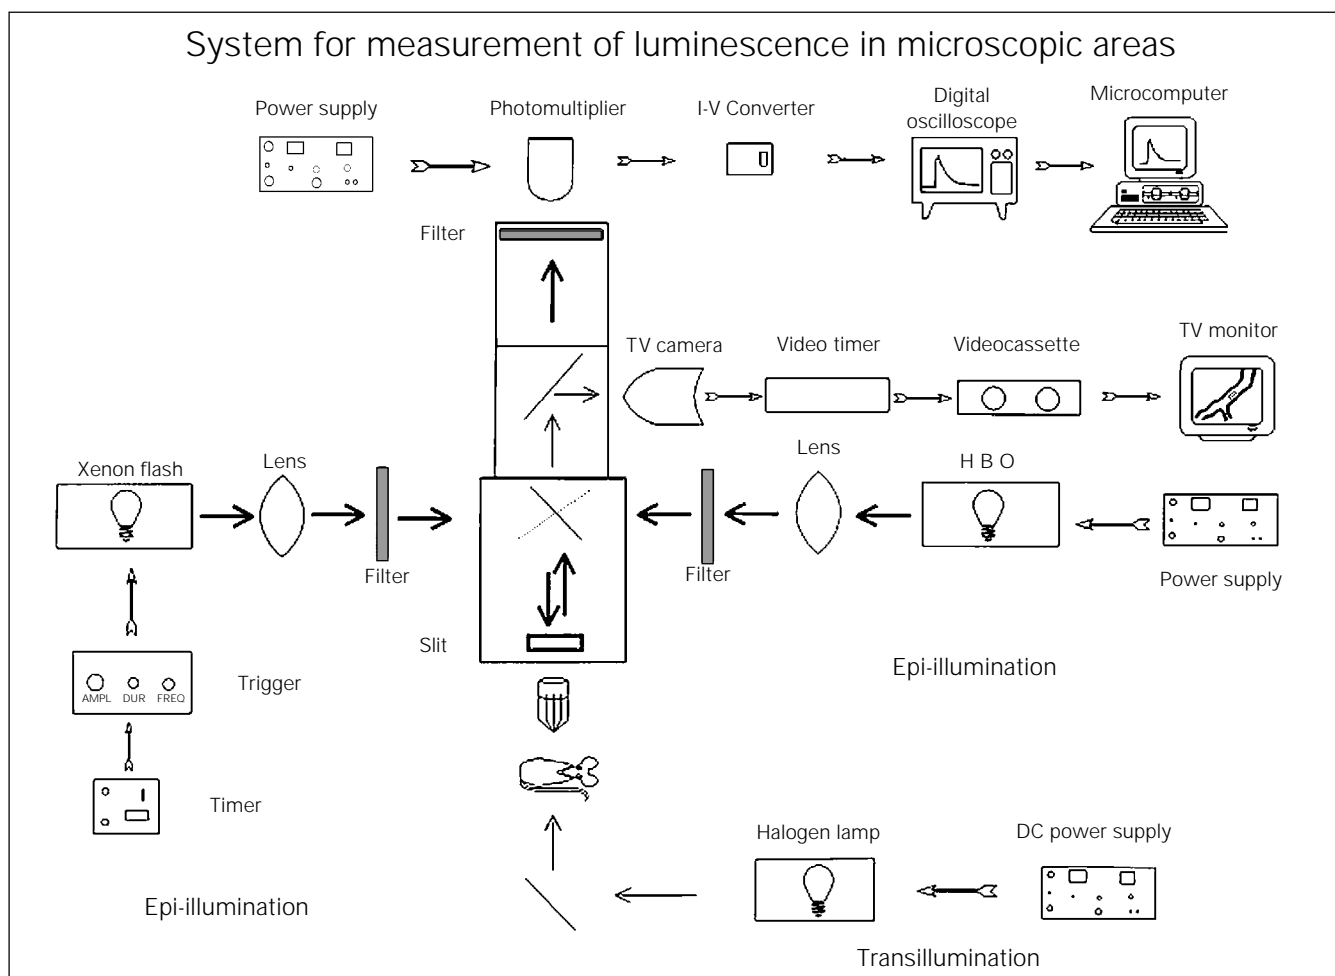 System for measurement of luminescence in microscopic areas
Power supply
Photomultiplier
I-V Converter
Digital
oscilloscope
Microcomputer
Filter
TV camera
Video timer
Videocassette
TV monitor
Xenon flash
Lens
Filter
Filter
Lens
H B O
Power supply
Slit
Epi-illumination
AMPL DUR FREQ
Trigger
Timer
Halogen lamp
DC power supply
Epi-illumination
Transillumination